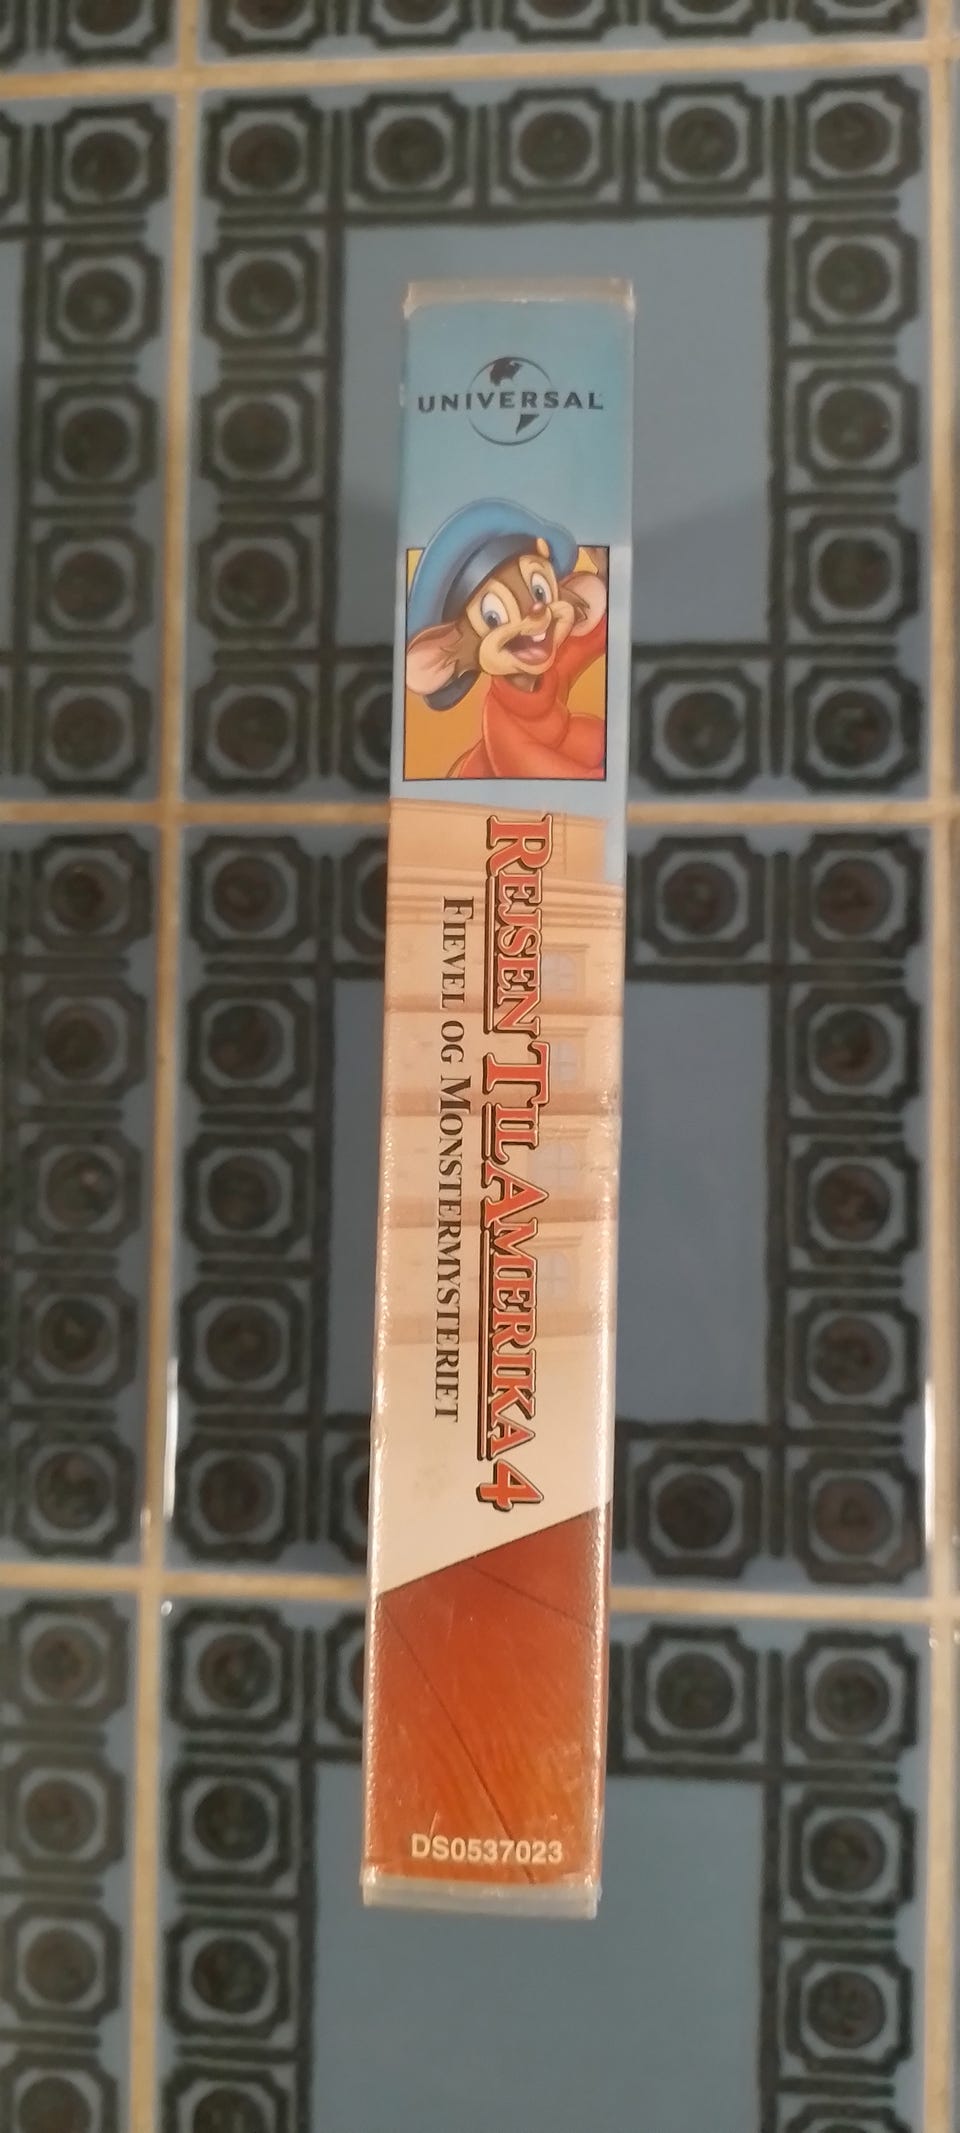 UNIVERSAL
REJSEN TIL AMERIKA 4
FIEVEL OG MONSTERMYSTERIET
DS0537023